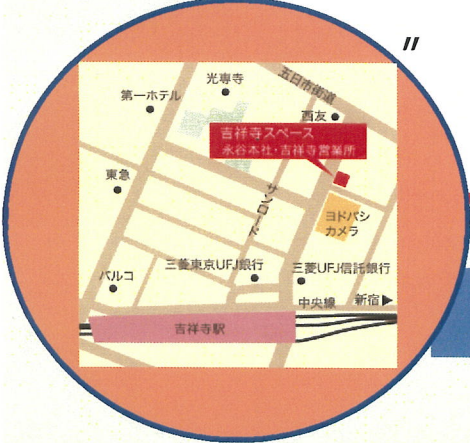 "
光専寺
五日市街道
第一ホテル
西友
吉祥寺スペース
永谷本社・吉祥寺営業所
東急
サンロード
ヨドバシ
カメラ
三菱東京UFJ銀行
三菱UFJ信託銀行
パルコ
中央線
新宿▶
吉祥寺駅